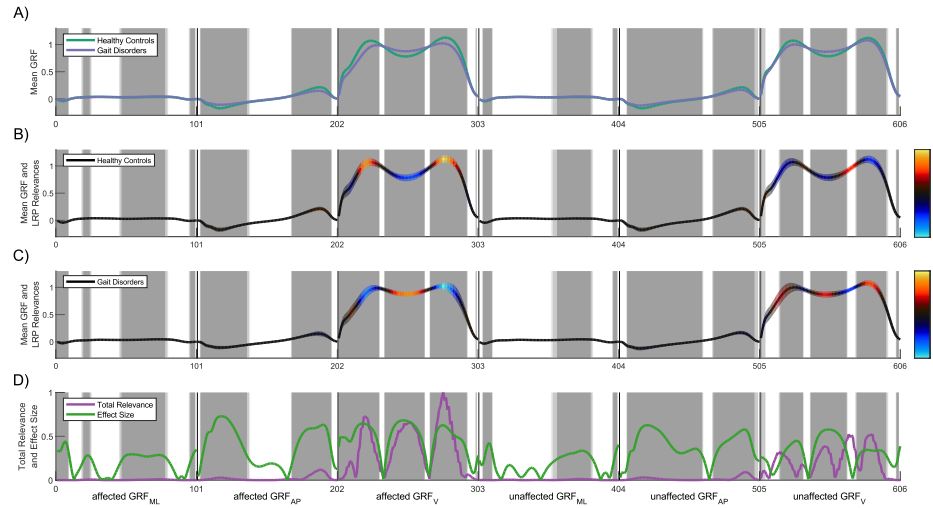 A)
Mean GRF
1
0.5
0
Healthy Controls
Gait Disorders
0 101 202 303 404 505 606
B)
Mean GRF and
LRP Relevances
1
0.5
0
Healthy Controls
0 101 202 303 404 505 606
C)
Mean GRF and
LRP Relevances
1
0.5
0
Gait Disorders
0 101 202 303 404 505 606
D)
Total Relevance
and Effect Size
1
0.5
0
Total Relevance
Effect Size
0 101 202 303 404 505 606
affected GRF_ML affected GRF_AP affected GRF_V unaffected GRF_ML unaffected GRF_AP unaffected GRF_V